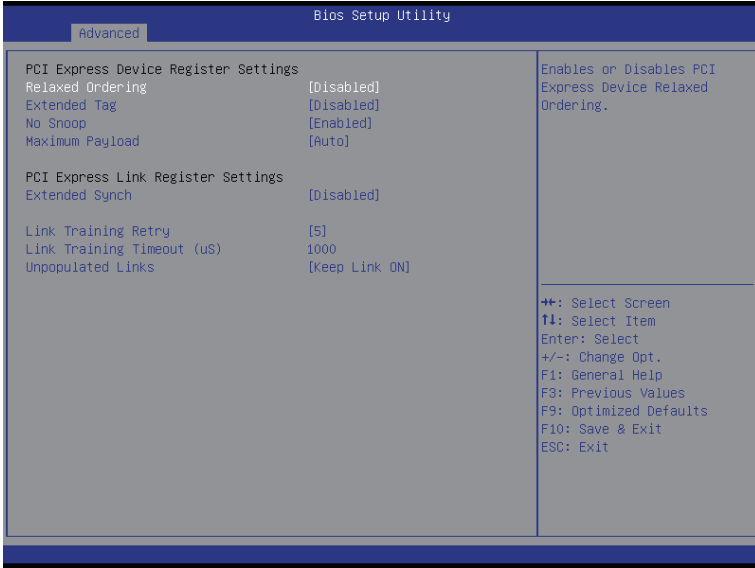 Bios Setup Utility
Advanced
PCI Express Device Register Settings
Relaxed Ordering [Disabled]
Extended Tag [Disabled]
No Snoop [Enabled]
Maximum Payload [Auto]
PCI Express Link Register Settings
Extended Synch [Disabled]
Link Training Retry [5]
Link Training Timeout (uS) 1000
Unpopulated Links [Keep Link ON]
Enables or Disables PCI
Express Device Relaxed
Ordering.
→←: Select Screen
↑↓: Select Item
Enter: Select
+/-: Change Opt.
F1: General Help
F3: Previous Values
F9: Optimized Defaults
F10: Save & Exit
ESC: Exit